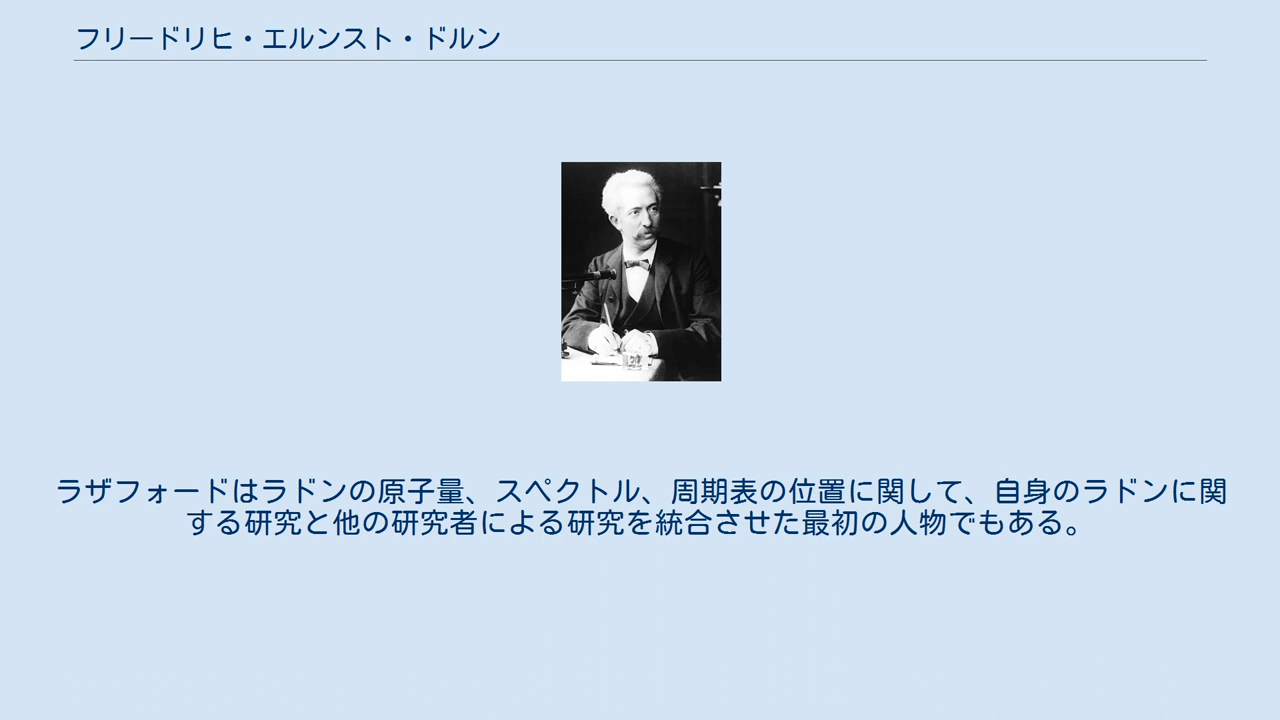 フリードリヒ・エルンスト・ドルン
ラザフォードはラドンの原子量、スペクトル、周期表の位置に関して、自身のラドンに関
する研究と他の研究者による研究を統合させた最初の人物でもある。